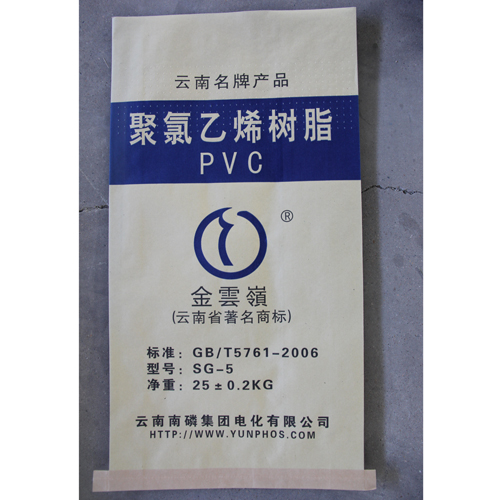 云南名牌产品
聚氯乙烯树脂
PVC
®
金雲嶺
(云南省著名商标)
标准：GB/T5761-2006
型号：SG-5
净重：25±0.2KG
云南南磷集团电化有限公司
HTTP://WWW.YUNPHOS.COM